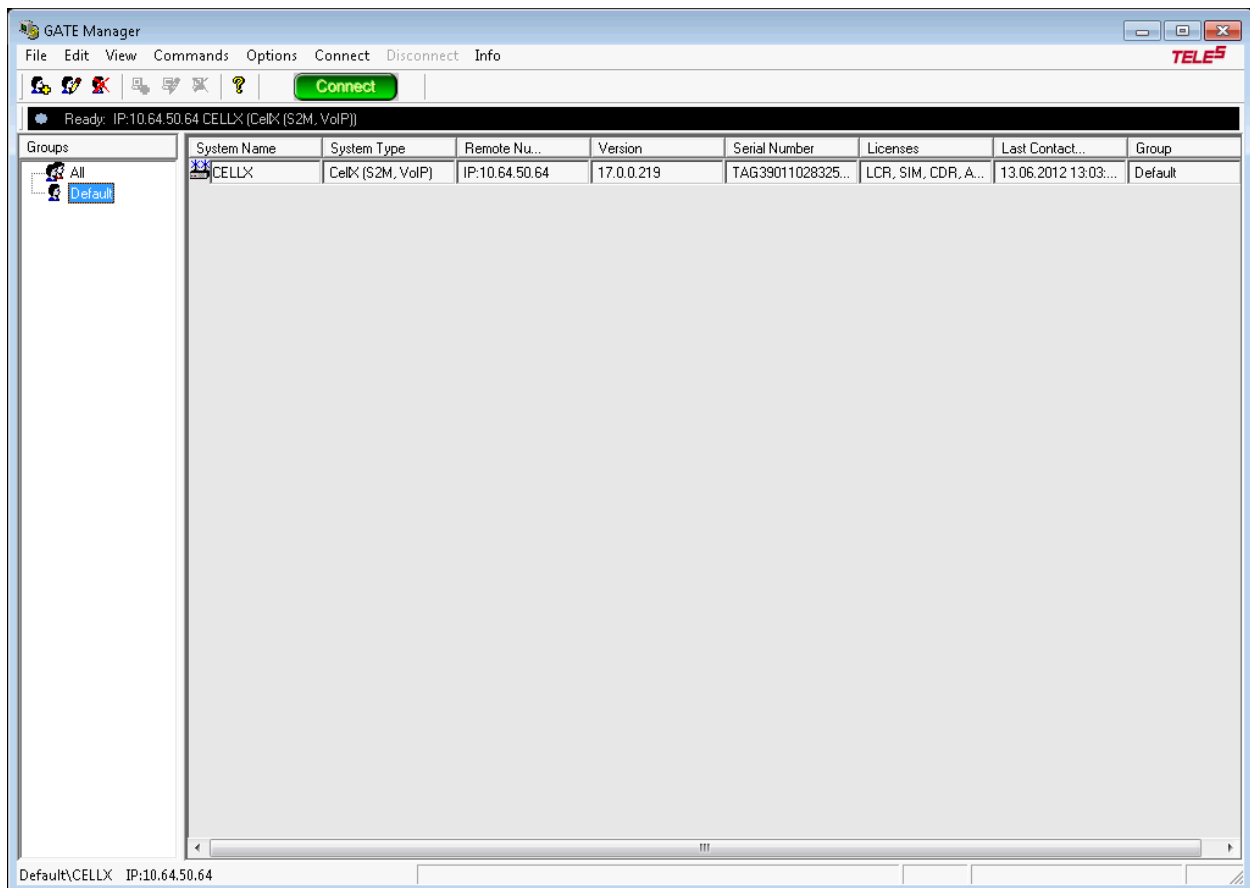 GATE Manager
File Edit View Commands Options Connect Disconnect Info TELES
Connect
Ready: IP:10.64.50.64 CELLX (CellX (S2M, VoIP))
Groups System Name System Type Remote Nu... Version Serial Number Licenses Last Contact... Group
All CELLX CellX (S2M, VoIP) IP:10.64.50.64 17.0.0.219 TAG39011028325... LCR, SIM, CDR, A... 13.06.2012 13:03:... Default
Default
Default\CELLX IP:10.64.50.64